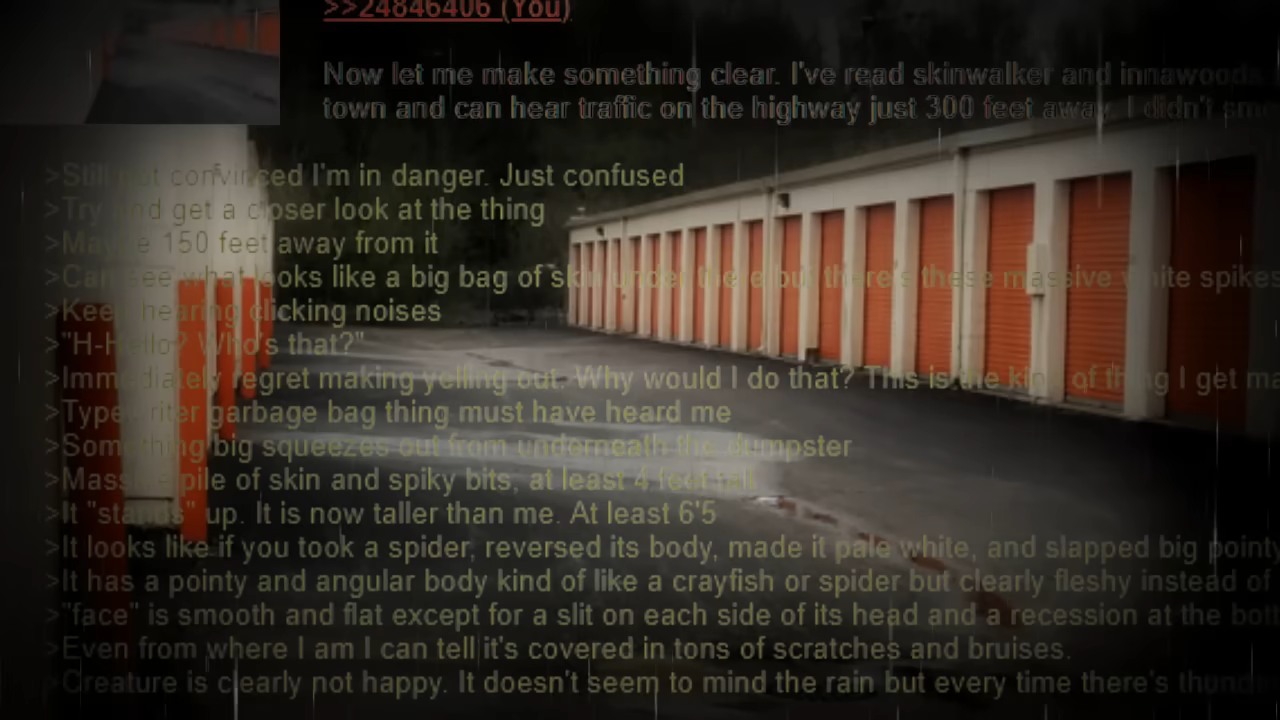 >>24846406 (You)
Now let me make something clear. I've read skinwalker and innawoods
town and can hear traffic on the highway just 300 feet away. I didn't
>Still not convinced I'm in danger. Just confused
>Try and get a closer look at the thing
>Maybe 150 feet away from it
>Can see what looks like a big bag of skin under there but there's these massive white spikes
>Keep hearing clicking noises
>"H-Hello? Who's that?"
>Immediately regret making yelling out. Why would I do that? This is the kind of thing I get
>Typewriter garbage bag thing must have heard me
>Something big squeezes out from underneath the dumpster
>Massive pile of skin and spiky bits, at least 4 feet tall
>It "stands" up. It is now taller than me. At least 6'5
>It looks like if you took a spider, reversed its body, made it pale white, and slapped big pointy
>It has a pointy and angular body kind of like a crayfish or spider but clearly fleshy instead of
>"face" is smooth and flat except for a slit on each side of its head and a recession at the
>Even from where I am I can tell it's covered in tons of scratches and bruises.
>Creature is clearly not happy. It doesn't seem to mind the rain but every time there's